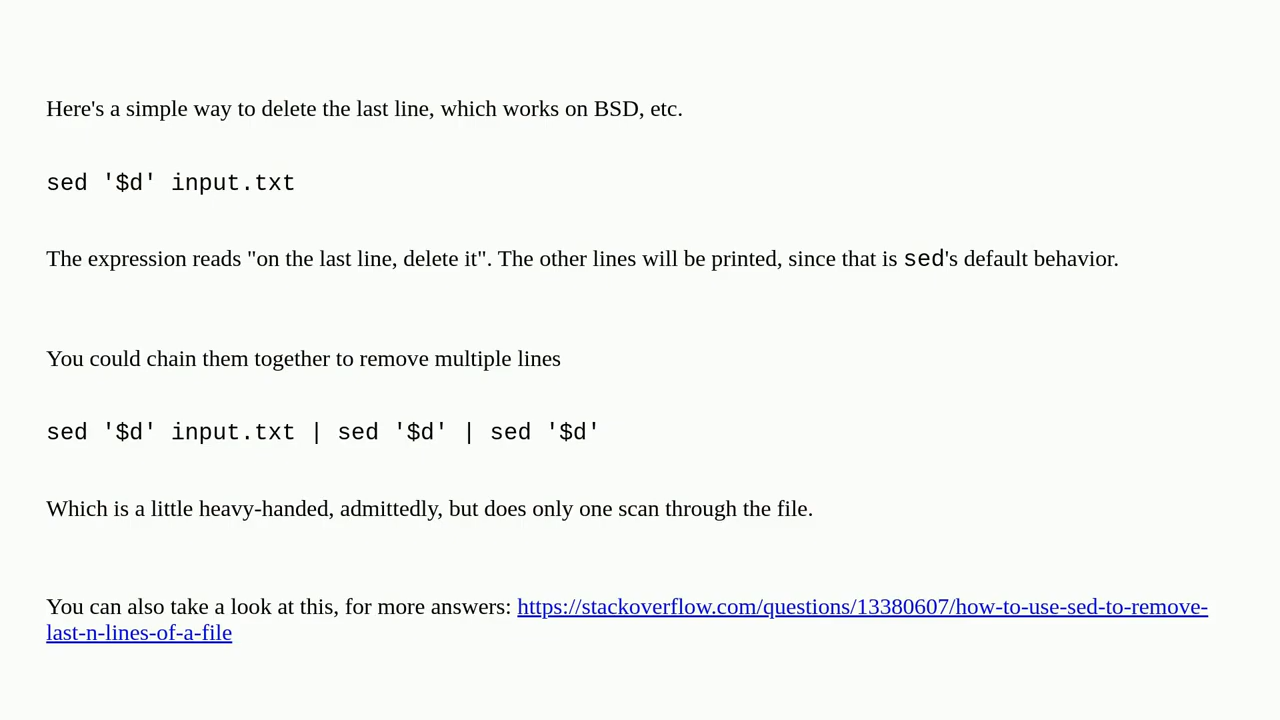 Here's a simple way to delete the last line, which works on BSD, etc.
sed '$d' input.txt
The expression reads "on the last line, delete it". The other lines will be printed, since that is sed's default behavior.
You could chain them together to remove multiple lines
sed '$d' input.txt | sed '$d' | sed '$d'
Which is a little heavy-handed, admittedly, but does only one scan through the file.
You can also take a look at this, for more answers: https://stackoverflow.com/questions/13380607/how-to-use-sed-to-remove-
last-n-lines-of-a-file